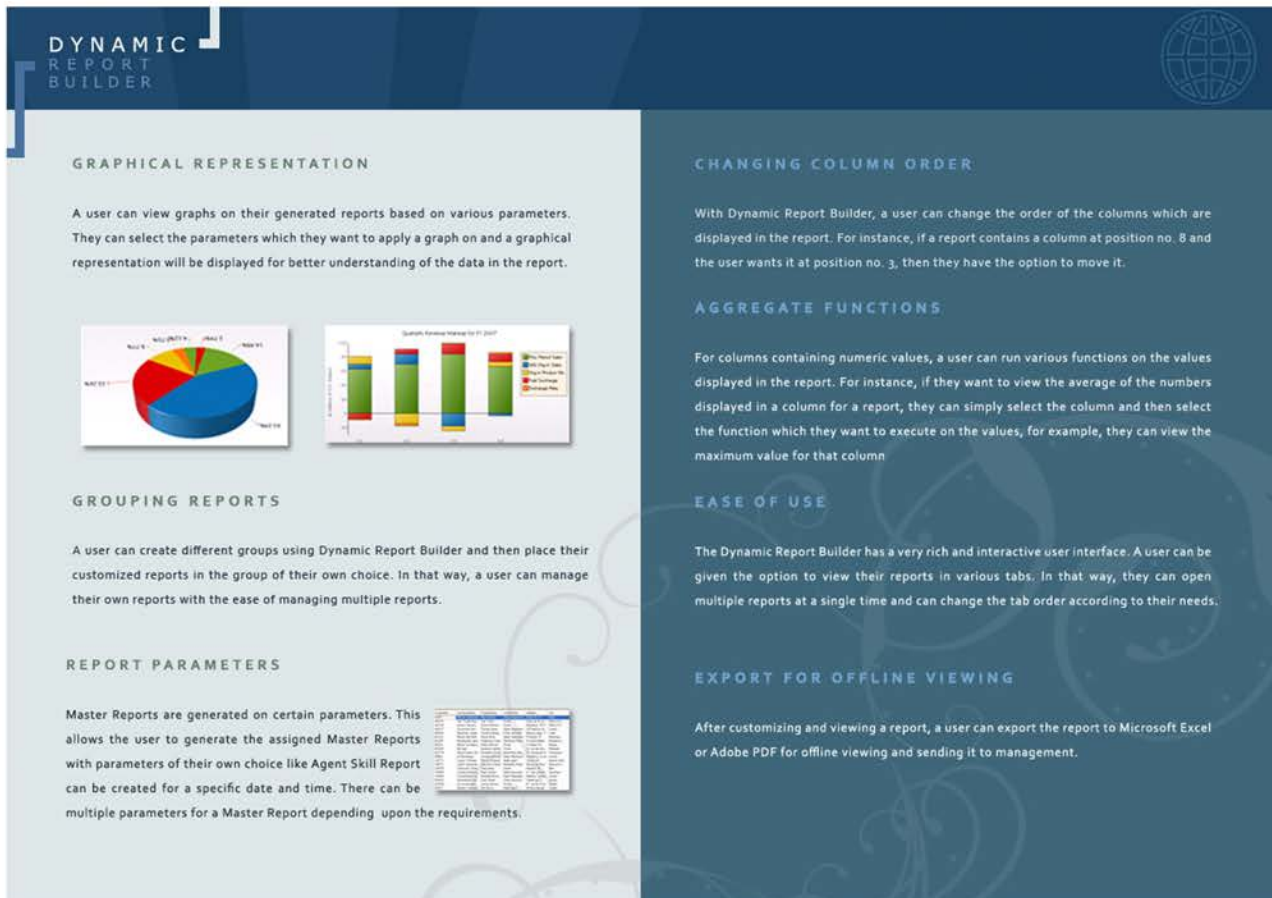 DYNAMIC
REPORT
BUILDER
GRAPHICAL REPRESENTATION
A user can view graphs on their generated reports based on various parameters.
They can select the parameters which they want to apply a graph on and a graphical
representation will be displayed for better understanding of the data in the report.
GROUPING REPORTS
A user can create different groups using Dynamic Report Builder and then place their
customized reports in the group of their own choice. In that way, a user can manage
their own reports with the ease of managing multiple reports.
REPORT PARAMETERS
Master Reports are generated on certain parameters. This
allows the user to generate the assigned Master Reports
with parameters of their own choice like Agent Skill Report
can be created for a specific date and time. There can be
multiple parameters for a Master Report depending upon the requirements.
CHANGING COLUMN ORDER
With Dynamic Report Builder, a user can change the order of the columns which are
displayed in the report. For instance, if a report contains a column at position no. 8 and
the user wants it at position no. 3, then they have the option to move it.
AGGREGATE FUNCTIONS
For columns containing numeric values, a user can run various functions on the values
displayed in the report. For instance, if they want to view the average of the numbers
displayed in a column for a report, they can simply select the column and then select
the function which they want to execute on the values, for example, they can view the
maximum value for that column
EASE OF USE
The Dynamic Report Builder has a very rich and interactive user interface. A user can be
given the option to view their reports in various tabs. In that way, they can open
multiple reports at a single time and can change the tab order according to their needs.
EXPORT FOR OFFLINE VIEWING
After customizing and viewing a report, a user can export the report to Microsoft Excel
or Adobe PDF for offline viewing and sending it to management.